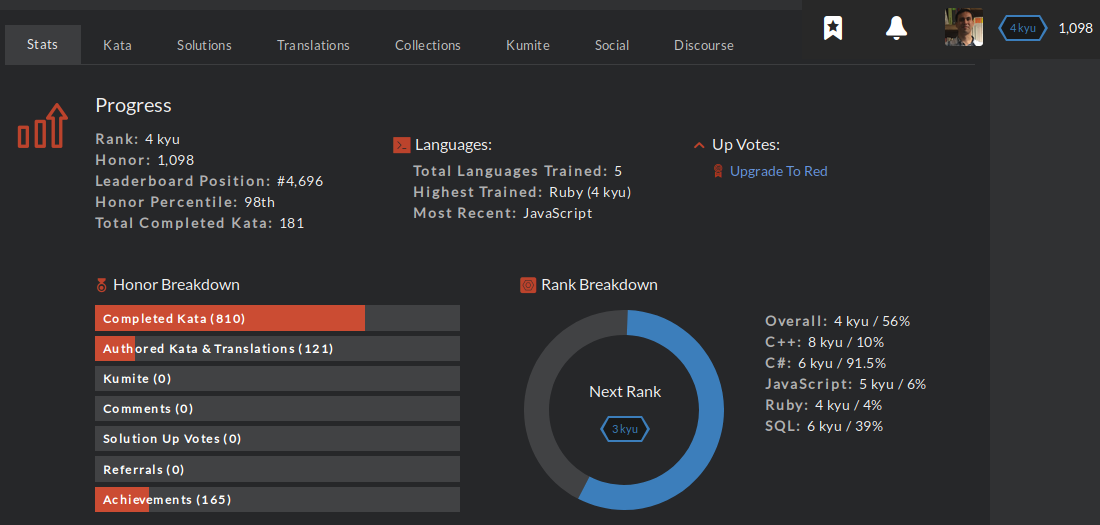 Stats Kata Solutions Translations Collections Kumite Social Discourse 4 kyu 1,098
Progress
Rank: 4 kyu
Honor: 1,098
Leaderboard Position: #4,696
Honor Percentile: 98th
Total Completed Kata: 181
Languages:
Total Languages Trained: 5
Highest Trained: Ruby (4 kyu)
Most Recent: JavaScript
Up Votes:
Upgrade To Red
Honor Breakdown
Completed Kata (810)
Authored Kata & Translations (121)
Kumite (0)
Comments (0)
Solution Up Votes (0)
Referrals (0)
Achievements (165)
Rank Breakdown
Next Rank
3 kyu
Overall: 4 kyu / 56%
C++: 8 kyu / 10%
C#: 6 kyu / 91.5%
JavaScript: 5 kyu / 6%
Ruby: 4 kyu / 4%
SQL: 6 kyu / 39%